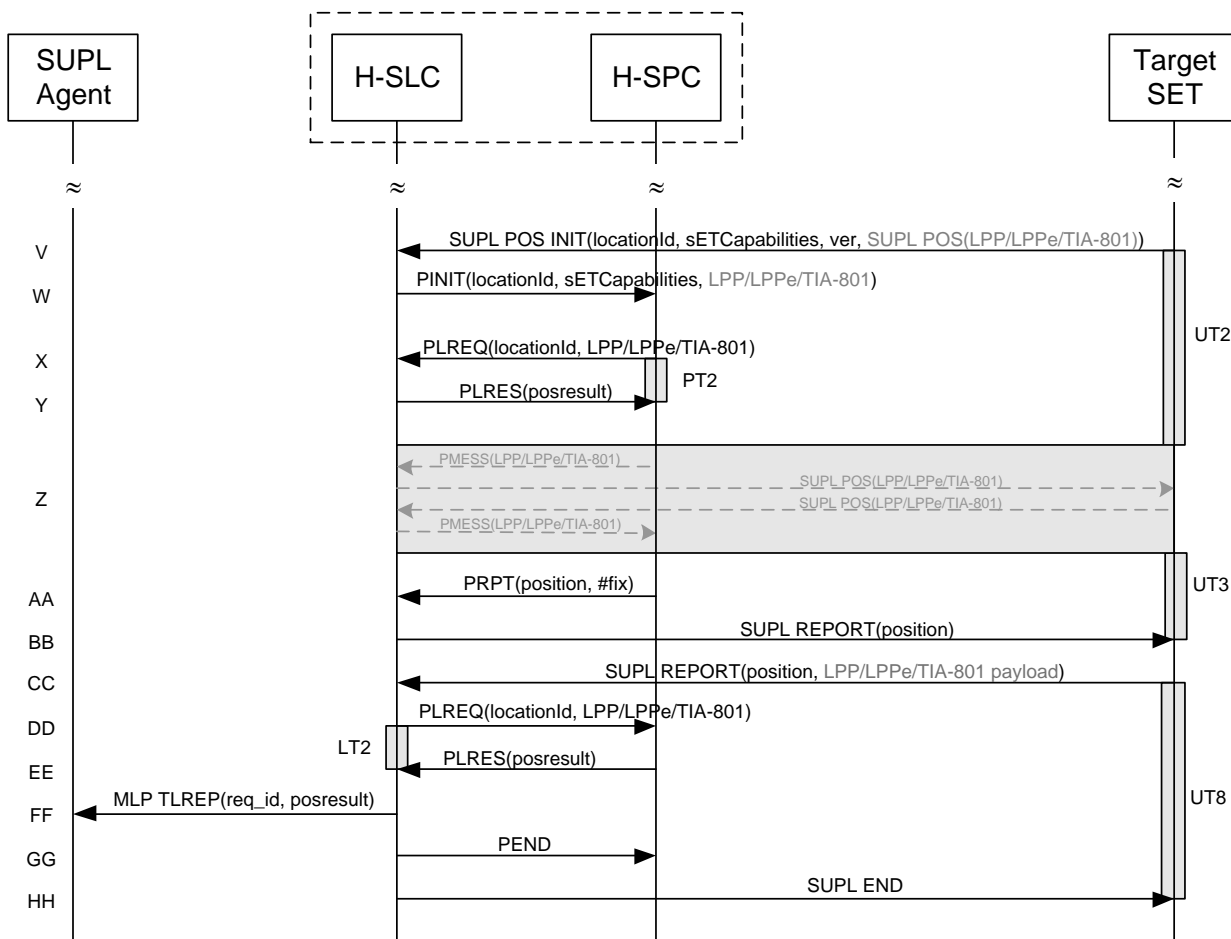 SUPL
Agent
H-SLC
H-SPC
Target
SET
≈ ≈ ≈ ≈
V
SUPL POS INIT(locationId, sETCapabilities, ver, SUPL POS(LPP/LPPe/TIA-801))
W
PINIT(locationId, sETCapabilities, LPP/LPPe/TIA-801)
UT2
X
PLREQ(locationId, LPP/LPPe/TIA-801)
PT2
Y
PLRES(posresult)
PMESS(LPP/LPPe/TIA-801)
SUPL POS(LPP/LPPe/TIA-801)
Z
SUPL POS(LPP/LPPe/TIA-801)
PMESS(LPP/LPPe/TIA-801)
UT3
AA
PRPT(position, #fix)
BB
SUPL REPORT(position)
CC
SUPL REPORT(position, LPP/LPPe/TIA-801 payload)
DD
PLREQ(locationId, LPP/LPPe/TIA-801)
LT2
EE
PLRES(posresult)
UT8
FF
MLP TLREP(req_id, posresult)
GG
PEND
HH
SUPL END